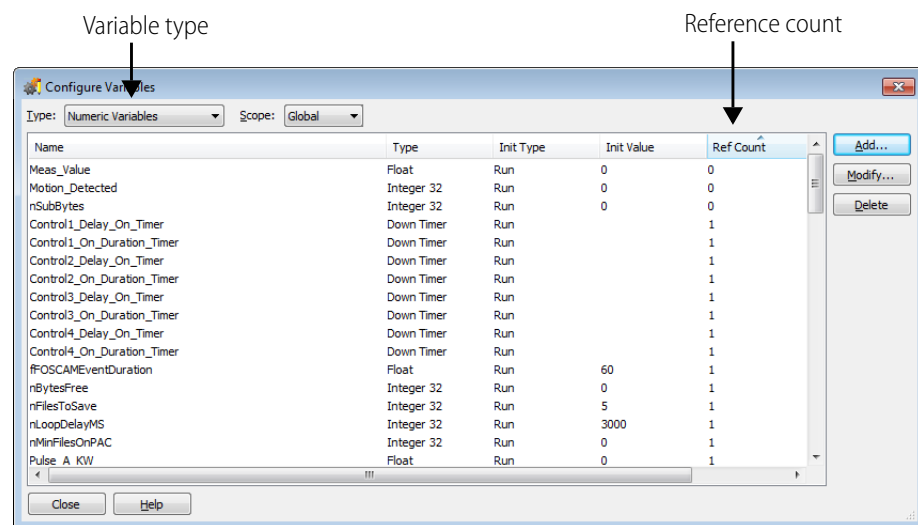 Variable type Reference count
Configure Variables
Type: Numeric Variables Scope: Global
Name Type Init Type Init Value Ref Count Add...
Meas_Value Float Run 0 0 Modify...
Motion_Detected Integer 32 Run 0 0
nSubBytes Integer 32 Run 0 0 Delete
Control1_Delay_On_Timer Down Timer Run 1
Control1_On_Duration_Timer Down Timer Run 1
Control2_Delay_On_Timer Down Timer Run 1
Control2_On_Duration_Timer Down Timer Run 1
Control3_Delay_On_Timer Down Timer Run 1
Control3_On_Duration_Timer Down Timer Run 1
Control4_Delay_On_Timer Down Timer Run 1
Control4_On_Duration_Timer Down Timer Run 1
fFOSCAMEventDuration Float Run 60 1
nBytesFree Integer 32 Run 0 1
nFilesToSave Integer 32 Run 5 1
nLoopDelayMS Integer 32 Run 3000 1
nMinFilesOnPAC Integer 32 Run 0 1
Pulse_A_KW Float Run 0 1
Close Help